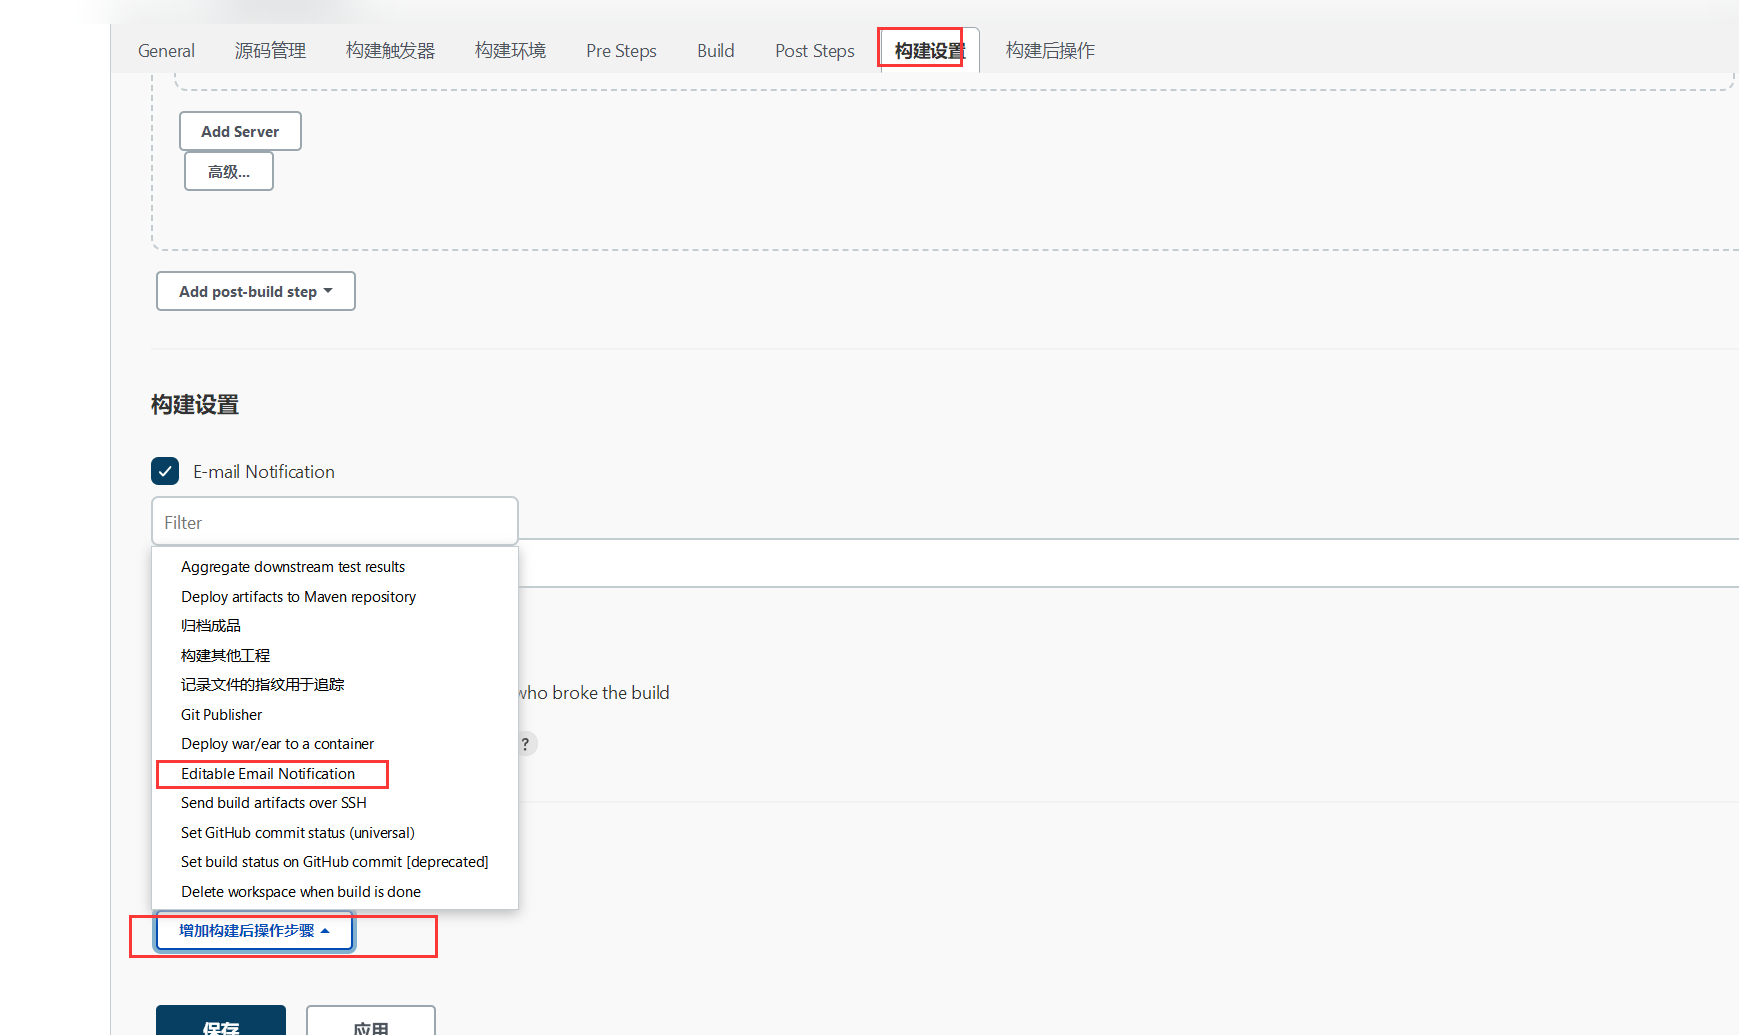 General 源码管理 构建触发器 构建环境 Pre Steps Build Post Steps 构建设置 构建后操作
Add Server
高级...
Add post-build step
构建设置
E-mail Notification
Filter
Aggregate downstream test results
Deploy artifacts to Maven repository
归档成品
构建其他工程
记录文件的指纹用于追踪
who broke the build
Git Publisher
Deploy war/ear to a container
?
Editable Email Notification
Send build artifacts over SSH
Set GitHub commit status (universal)
Set build status on GitHub commit [deprecated]
Delete workspace when build is done
增加构建后操作步骤
保存 应用